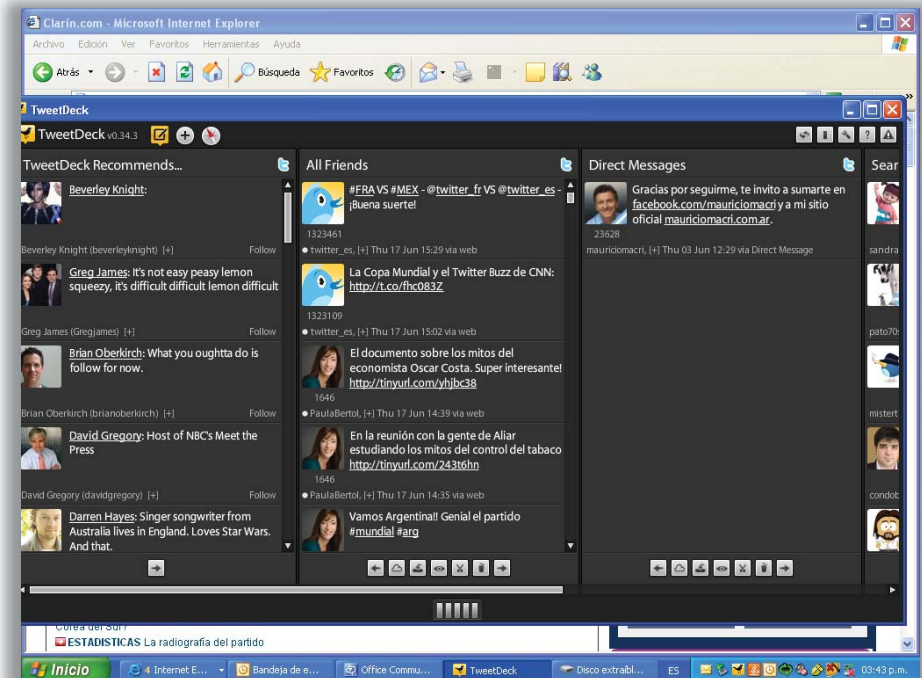 Clarin.com - Microsoft Internet Explorer
Archivo Edición Ver Favoritos Herramientas Ayuda
Atrás Búsqueda Favoritos
TweetDeck
TweetDeck v0.34.3
TweetDeck Recommends...
Beverley Knight:
Beverley Knight (beverleyknight) [+] Follow
Greg James: It's not easy peasy lemon
squeezy, it's difficult difficult lemon difficult
Greg James (Gregjames) [+] Follow
Brian Oberkirch: What you oughtta do is
follow for now.
Brian Oberkirch (brianoberkirch) [+] Follow
David Gregory: Host of NBC's Meet the
Press
David Gregory (davidgregory) [+] Follow
Darren Hayes: Singer songwriter from
Australia lives in England. Loves Star Wars.
And that.
All Friends
#FRA VS #MEX - @twitter_fr VS @twitter_es -
¡Buena suerte!
1323461
twitter_es, [+] Thu 17 Jun 15:29 via web
La Copa Mundial y el Twitter Buzz de CNN:
http://t.co/fhc083Z
1323109
twitter_es, [+] Thu 17 Jun 15:02 via web
El documento sobre los mitos del
economista Oscar Costa. Super interesante!
http://tinyurl.com/yhjbc38
1646
PaulaBertol, [+] Thu 17 Jun 14:39 via web
En la reunión con la gente de Aliar
estudiando los mitos del control del tabaco
http://tinyurl.com/243t6hn
1646
PaulaBertol, [+] Thu 17 Jun 14:35 via web
Vamos Argentina!! Genial el partido
#mundial #arg
Direct Messages
Gracias por seguirme, te invito a sumarte en
facebook.com/mauriciomacri y a mi sitio
oficial mauriciomacri.com.ar.
23628
mauriciomacri, [+] Thu 03 Jun 12:29 via Direct Message
Sear
sandra
pato70
mistert
condob
Corea del Sur?
ESTADISTICAS La radiografía del partido
Inicio 4 Internet E... Bandeja de e... Office Commu... TweetDeck Disco extraíbl... ES 03:43 p.m.